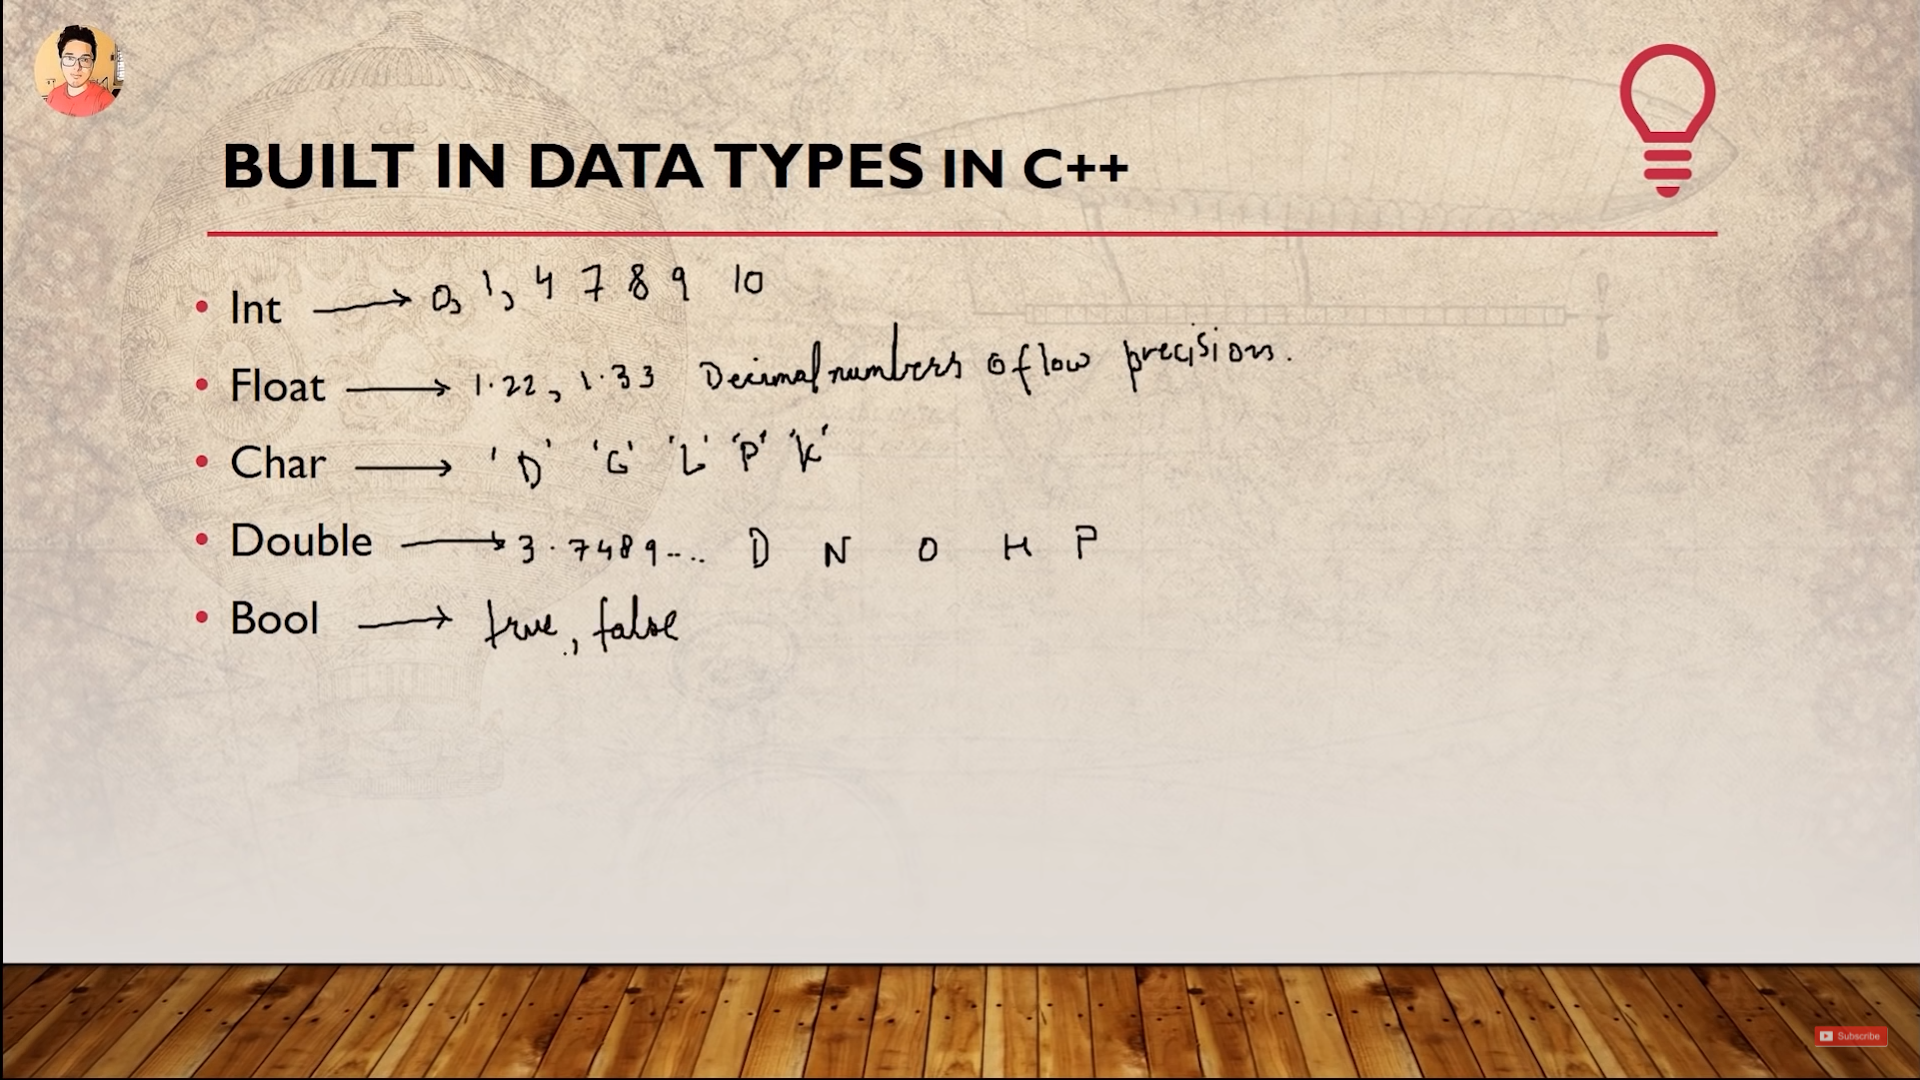 BUILT IN DATA TYPES IN C++
• Int → 0, 1, 4 7 8 9 10
• Float → 1.22, 1.33 Decimal numbers of low precision.
• Char → 'D' 'G' 'L' 'P' 'K'
• Double → 3.7489.... D N O H P
• Bool → true, false
Subscribe